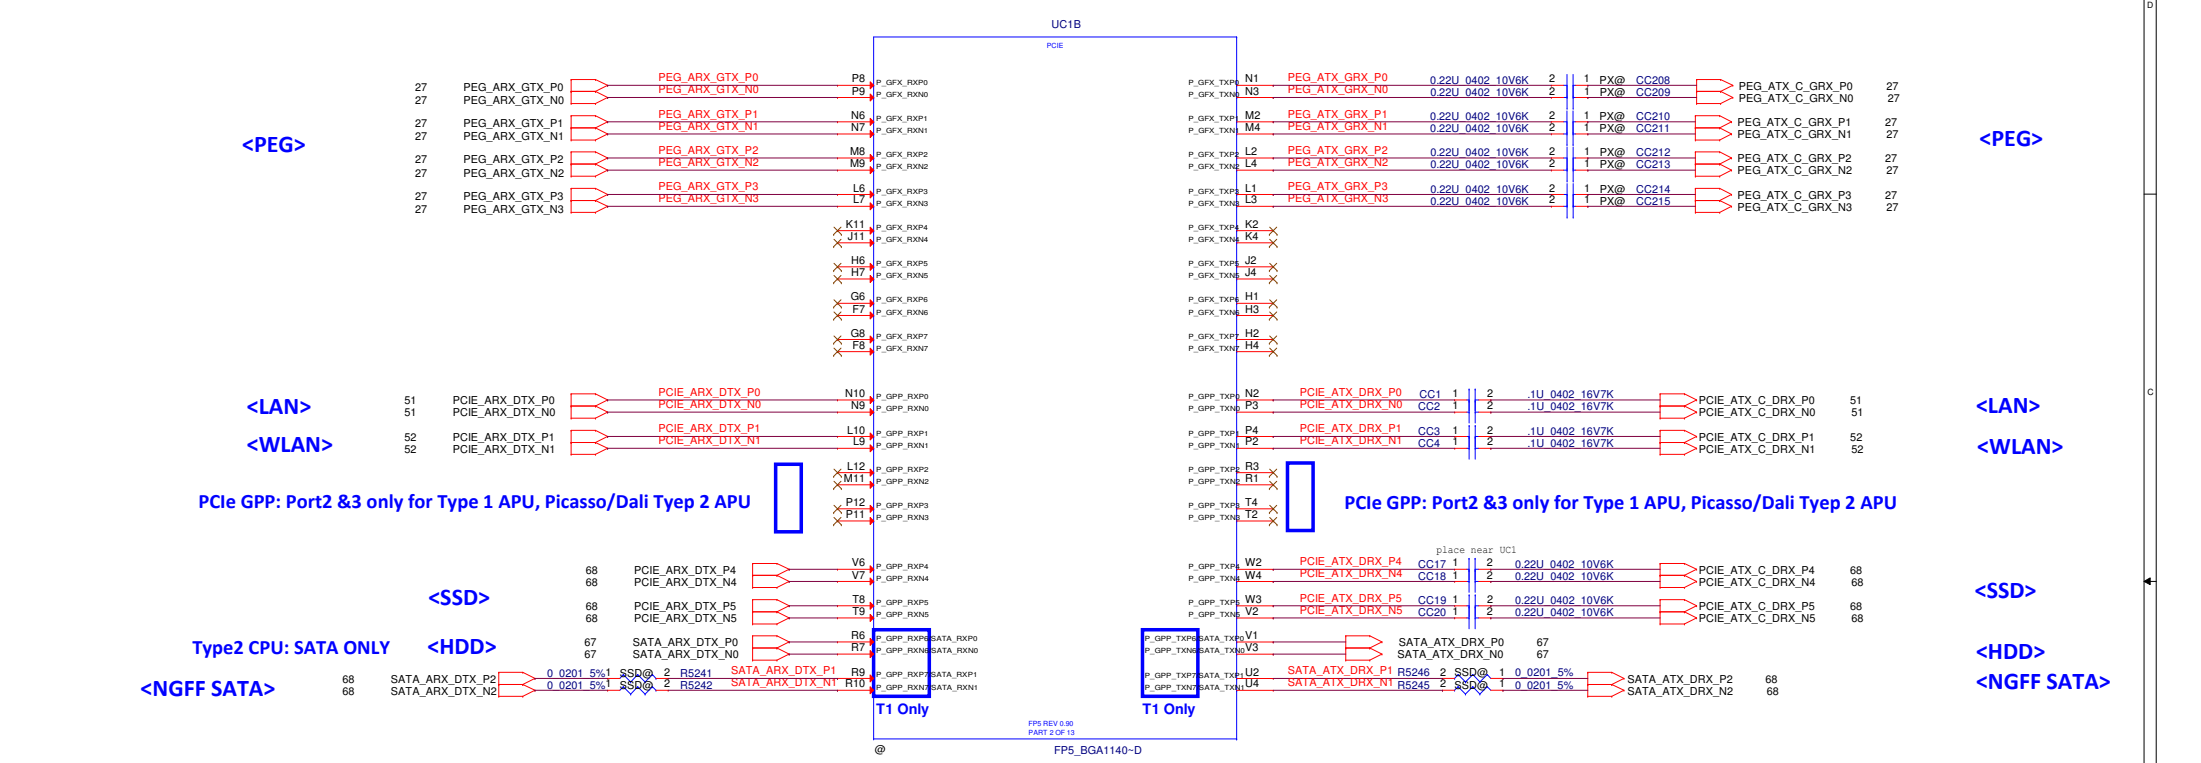 D
UC1B
PCIE
27 PEG_ARX_GTX_P0 PEG_ARX_GTX_P0 P8 P_GFX_RXP0 P_GFX_TXP0 N1 PEG_ATX_GRX_P0 0.22U_0402_10V6K 2 1 PX@ CC208 PEG_ATX_C_GRX_P0 27
27 PEG_ARX_GTX_N0 PEG_ARX_GTX_N0 P9 P_GFX_RXN0 P_GFX_TXN0 N3 PEG_ATX_GRX_N0 0.22U_0402_10V6K 2 1 PX@ CC209 PEG_ATX_C_GRX_N0 27
27 PEG_ARX_GTX_P1 PEG_ARX_GTX_P1 N6 P_GFX_RXP1 P_GFX_TXP1 M2 PEG_ATX_GRX_P1 0.22U_0402_10V6K 2 1 PX@ CC210 PEG_ATX_C_GRX_P1 27
27 PEG_ARX_GTX_N1 PEG_ARX_GTX_N1 N7 P_GFX_RXN1 P_GFX_TXN1 M4 PEG_ATX_GRX_N1 0.22U_0402_10V6K 2 1 PX@ CC211 PEG_ATX_C_GRX_N1 27
<PEG> <PEG>
27 PEG_ARX_GTX_P2 PEG_ARX_GTX_P2 M8 P_GFX_RXP2 P_GFX_TXP2 L2 PEG_ATX_GRX_P2 0.22U_0402_10V6K 2 1 PX@ CC212 PEG_ATX_C_GRX_P2 27
27 PEG_ARX_GTX_N2 PEG_ARX_GTX_N2 M9 P_GFX_RXN2 P_GFX_TXN2 L4 PEG_ATX_GRX_N2 0.22U_0402_10V6K 2 1 PX@ CC213 PEG_ATX_C_GRX_N2 27
27 PEG_ARX_GTX_P3 PEG_ARX_GTX_P3 L6 P_GFX_RXP3 P_GFX_TXP3 L1 PEG_ATX_GRX_P3 0.22U_0402_10V6K 2 1 PX@ CC214 PEG_ATX_C_GRX_P3 27
27 PEG_ARX_GTX_N3 PEG_ARX_GTX_N3 L7 P_GFX_RXN3 P_GFX_TXN3 L3 PEG_ATX_GRX_N3 0.22U_0402_10V6K 2 1 PX@ CC215 PEG_ATX_C_GRX_N3 27
K11 P_GFX_RXP4 P_GFX_TXP4 K2
J11 P_GFX_RXN4 P_GFX_TXN4 K4
H6 P_GFX_RXP5 P_GFX_TXP5 J2
H7 P_GFX_RXN5 P_GFX_TXN5 J4
G6 P_GFX_RXP6 P_GFX_TXP6 H1
F7 P_GFX_RXN6 P_GFX_TXN6 H3
G8 P_GFX_RXP7 P_GFX_TXP7 H2
F8 P_GFX_RXN7 P_GFX_TXN7 H4
C
51 PCIE_ARX_DTX_P0 PCIE_ARX_DTX_P0 N10 P_GPP_RXP0 P_GPP_TXP0 N2 PCIE_ATX_DRX_P0 CC1 1 2 .1U_0402_16V7K PCIE_ATX_C_DRX_P0 51
<LAN> <LAN>
51 PCIE_ARX_DTX_N0 PCIE_ARX_DTX_N0 N9 P_GPP_RXN0 P_GPP_TXN0 P3 PCIE_ATX_DRX_N0 CC2 1 2 .1U_0402_16V7K PCIE_ATX_C_DRX_N0 51
52 PCIE_ARX_DTX_P1 PCIE_ARX_DTX_P1 L10 P_GPP_RXP1 P_GPP_TXP1 P4 PCIE_ATX_DRX_P1 CC3 1 2 .1U_0402_16V7K PCIE_ATX_C_DRX_P1 52
<WLAN> <WLAN>
52 PCIE_ARX_DTX_N1 PCIE_ARX_DTX_N1 L9 P_GPP_RXN1 P_GPP_TXN1 P2 PCIE_ATX_DRX_N1 CC4 1 2 .1U_0402_16V7K PCIE_ATX_C_DRX_N1 52
L12 P_GPP_RXP2 P_GPP_TXP2 R3
M11 P_GPP_RXN2 P_GPP_TXN2 R1
PCIe GPP: Port2 &3 only for Type 1 APU, Picasso/Dali Tyep 2 APU PCIe GPP: Port2 &3 only for Type 1 APU, Picasso/Dali Tyep 2 APU
P12 P_GPP_RXP3 P_GPP_TXP3 T4
P11 P_GPP_RXN3 P_GPP_TXN3 T2
place near UC1
68 PCIE_ARX_DTX_P4 V6 P_GPP_RXP4 P_GPP_TXP4 W2 PCIE_ATX_DRX_P4 CC17 1 2 0.22U_0402_10V6K PCIE_ATX_C_DRX_P4 68
68 PCIE_ARX_DTX_N4 V7 P_GPP_RXN4 P_GPP_TXN4 W4 PCIE_ATX_DRX_N4 CC18 1 2 0.22U_0402_10V6K PCIE_ATX_C_DRX_N4 68
<SSD> <SSD>
68 PCIE_ARX_DTX_P5 T8 P_GPP_RXP5 P_GPP_TXP5 W3 PCIE_ATX_DRX_P5 CC19 1 2 0.22U_0402_10V6K PCIE_ATX_C_DRX_P5 68
68 PCIE_ARX_DTX_N5 T9 P_GPP_RXN5 P_GPP_TXN5 V2 PCIE_ATX_DRX_N5 CC20 1 2 0.22U_0402_10V6K PCIE_ATX_C_DRX_N5 68
67 SATA_ARX_DTX_P0 R6 P_GPP_RXP6/SATA_RXP0 P_GPP_TXP6/SATA_TXP0 V1 SATA_ATX_DRX_P0 67
Type2 CPU: SATA ONLY <HDD> <HDD>
67 SATA_ARX_DTX_N0 R7 P_GPP_RXN6/SATA_RXN0 P_GPP_TXN6/SATA_TXN0 V3 SATA_ATX_DRX_N0 67
68 SATA_ARX_DTX_P2 0_0201_5% 1 SSD@ 2 R5241 SATA_ARX_DTX_P1 R9 P_GPP_RXP7/SATA_RXP1 P_GPP_TXP7/SATA_TXP1 U2 SATA_ATX_DRX_P1 R5246 2 SSD@ 1 0_0201_5% SATA_ATX_DRX_P2 68
<NGFF SATA> <NGFF SATA>
68 SATA_ARX_DTX_N2 0_0201_5% 1 SSD@ 2 R5242 SATA_ARX_DTX_N1 R10 P_GPP_RXN7/SATA_RXN1 P_GPP_TXN7/SATA_TXN1 U4 SATA_ATX_DRX_N1 R5245 2 SSD@ 1 0_0201_5% SATA_ATX_DRX_N2 68
T1 Only T1 Only
FP5 REV 0.90
PART 2 OF 13
@ FP5_BGA1140~D